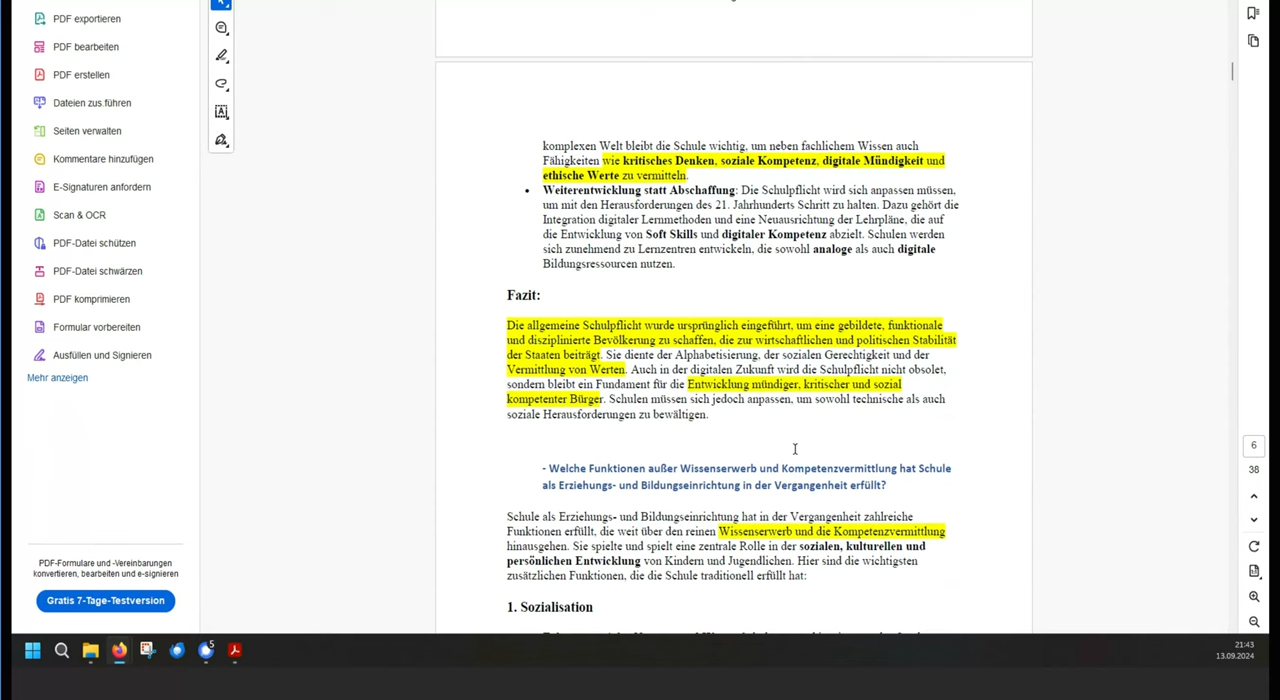 PDF exportieren
PDF bearbeiten
PDF erstellen
Dateien zus.führen
Seiten verwalten
Kommentare hinzufügen
E-Signaturen anfordern
Scan & OCR
PDF-Datei schützen
PDF-Datei schwärzen
PDF komprimieren
Formular vorbereiten
Ausfüllen und Signieren
Mehr anzeigen
PDF-Formulare und -Vereinbarungen
konvertieren, bearbeiten und e-signieren
Gratis 7-Tage-Testversion
komplexen Welt bleibt die Schule wichtig, um neben fachlichem Wissen auch
Fähigkeiten wie kritisches Denken, soziale Kompetenz, digitale Mündigkeit und
ethische Werte zu vermitteln.
• Weiterentwicklung statt Abschaffung: Die Schulpflicht wird sich anpassen müssen,
um mit den Herausforderungen des 21. Jahrhunderts Schritt zu halten. Dazu gehört die
Integration digitaler Lernmethoden und eine Neuausrichtung der Lehrpläne, die auf
die Entwicklung von Soft Skills und digitaler Kompetenz abzielt. Schulen werden
sich zunehmend zu Lernzentren entwickeln, die sowohl analoge als auch digitale
Bildungsressourcen nutzen.
Fazit:
Die allgemeine Schulpflicht wurde ursprünglich eingeführt, um eine gebildete, funktionale
und disziplinierte Bevölkerung zu schaffen, die zur wirtschaftlichen und politischen Stabilität
der Staaten beiträgt. Sie diente der Alphabetisierung, der sozialen Gerechtigkeit und der
Vermittlung von Werten. Auch in der digitalen Zukunft wird die Schulpflicht nicht obsolet,
sondern bleibt ein Fundament für die Entwicklung mündiger, kritischer und sozial
kompetenter Bürger. Schulen müssen sich jedoch anpassen, um sowohl technische als auch
soziale Herausforderungen zu bewältigen.
- Welche Funktionen außer Wissenserwerb und Kompetenzvermittlung hat Schule
als Erziehungs- und Bildungseinrichtung in der Vergangenheit erfüllt?
Schule als Erziehungs- und Bildungseinrichtung hat in der Vergangenheit zahlreiche
Funktionen erfüllt, die weit über den reinen Wissenserwerb und die Kompetenzvermittlung
hinausgehen. Sie spielte und spielt eine zentrale Rolle in der sozialen, kulturellen und
persönlichen Entwicklung von Kindern und Jugendlichen. Hier sind die wichtigsten
zusätzlichen Funktionen, die die Schule traditionell erfüllt hat:
1. Sozialisation
6
38
5
21:43
13.09.2024